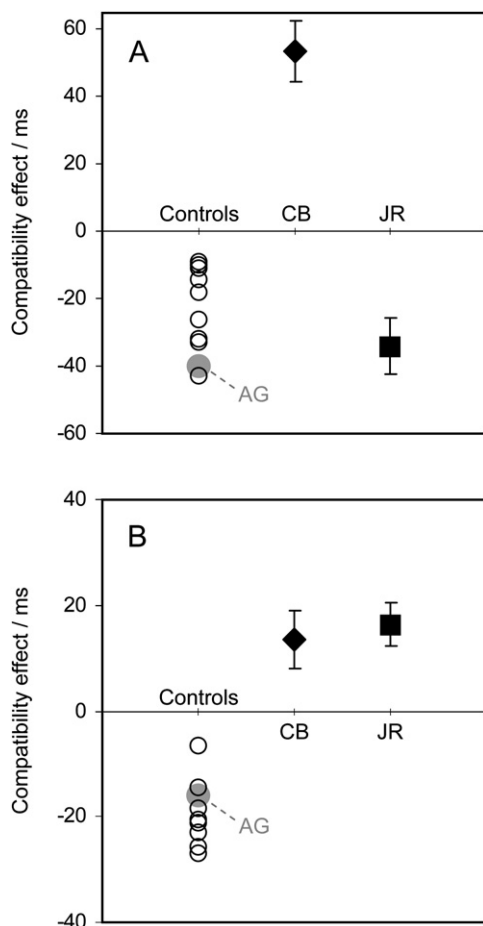 A
60
40
20
0
-20
-40
-60
Compatibility effect / ms
Controls CB JR
AG
B
40
20
0
-20
-40
Compatibility effect / ms
Controls
CB JR
AG